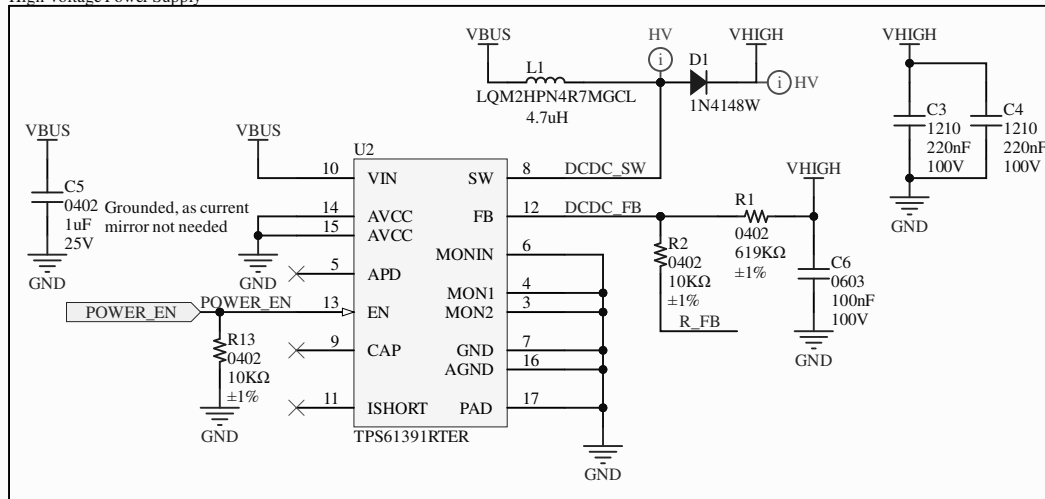 High Voltage Power Supply
VBUS
L1
LQM2HPN4R7MGCL
4.7uH
HV
i
D1
1N4148W
VHIGH
i HV
VHIGH
C3
1210
220nF
100V
C4
1210
220nF
100V
GND
VBUS
C5
0402
1uF
25V
GND
Grounded, as current
mirror not needed
VBUS
GND
U2
10 VIN
14 AVCC
15 AVCC
5 APD
13 EN
9 CAP
11 ISHORT
SW 8 DCDC_SW
FB 12 DCDC_FB
MONIN 6
MON1 4
MON2 3
GND 7
AGND 16
PAD 17
TPS61391RTER
GND
POWER_EN
POWER_EN
R13
0402
10KΩ
±1%
GND
R2
0402
10KΩ
±1%
R_FB
R1
0402
619KΩ
±1%
VHIGH
C6
0603
100nF
100V
GND